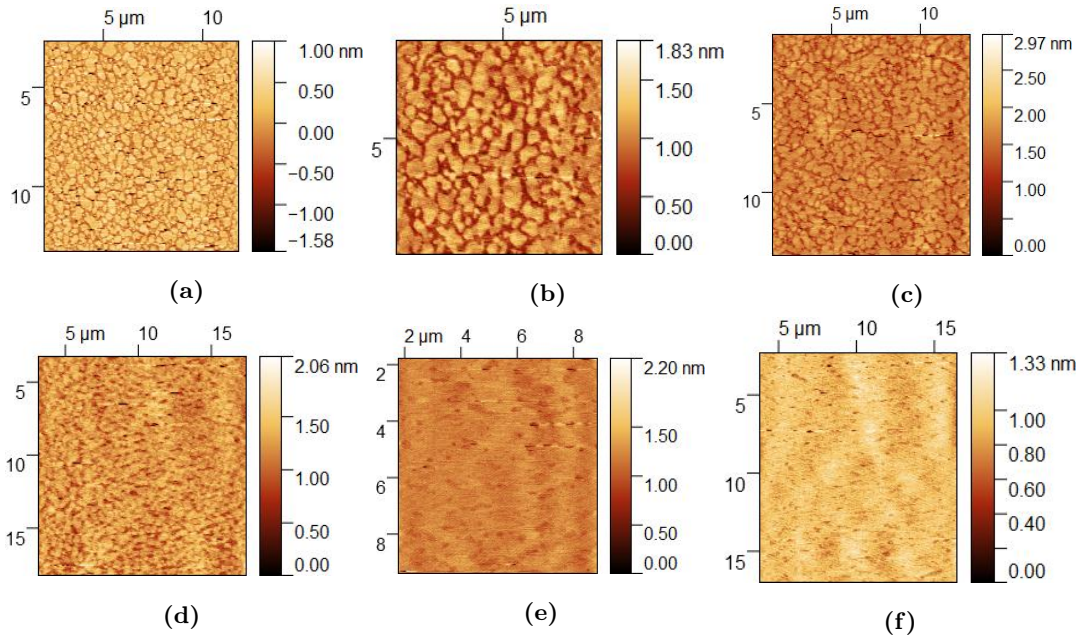 5 µm 10
5
10
1.00 nm
0.50
0.00
−0.50
−1.00
−1.58
(a)
5 µm
5
1.83 nm
1.50
1.00
0.50
0.00
(b)
5 µm 10
5
10
2.97 nm
2.50
2.00
1.50
1.00
0.00
(c)
5 µm 10 15
5
10
15
2.06 nm
1.50
1.00
0.50
0.00
(d)
2 µm 4 6 8
2
4
6
8
2.20 nm
1.50
1.00
0.50
0.00
(e)
5 µm 10 15
5
10
15
1.33 nm
1.00
0.80
0.60
0.40
0.00
(f)